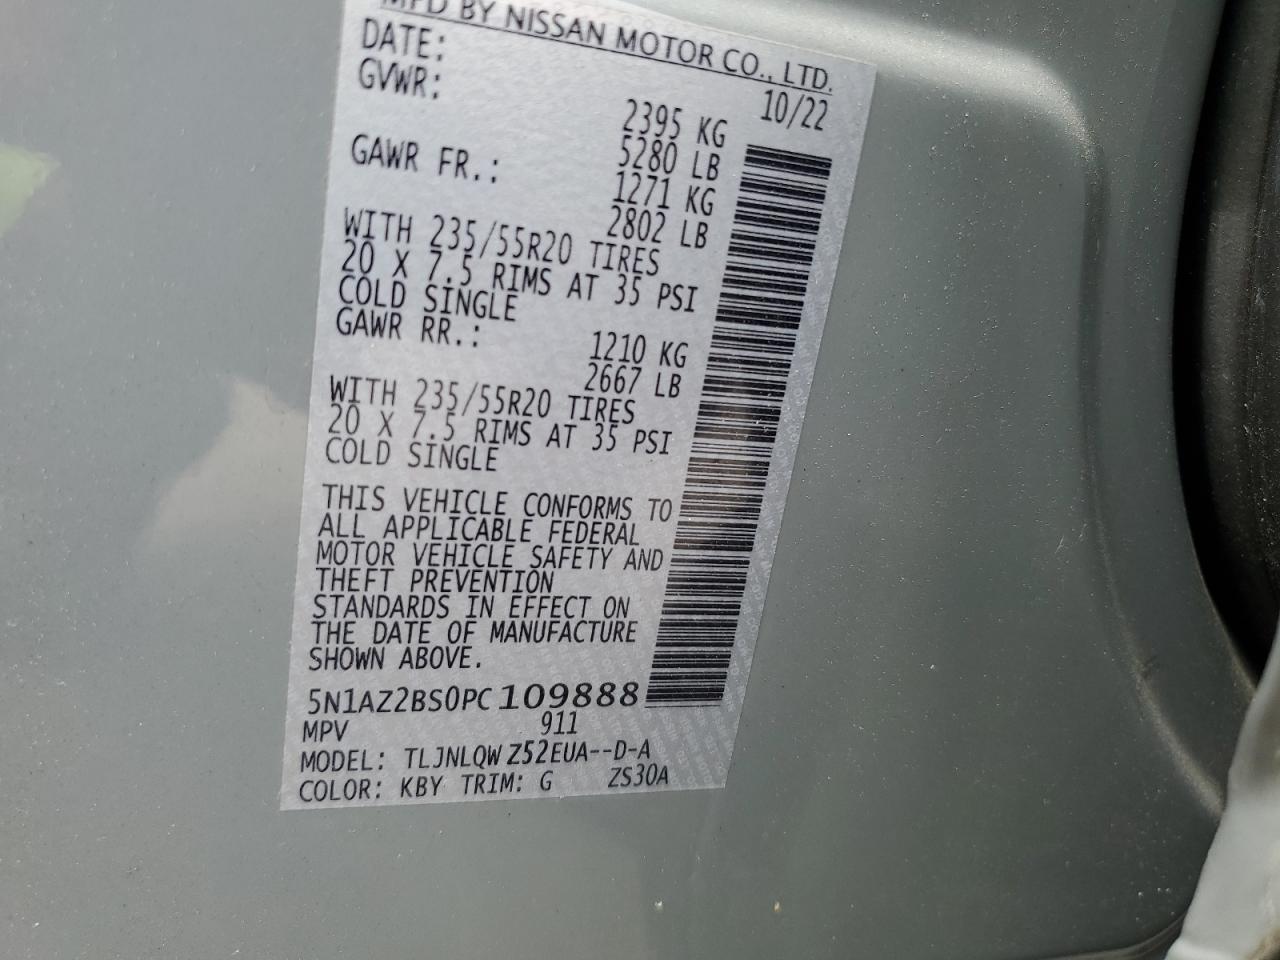 MFD BY NISSAN MOTOR CO., LTD.
DATE: 10/22
GVWR: 2395 KG
5280 LB
GAWR FR.: 1271 KG
2802 LB
WITH 235/55R20 TIRES
20 X 7.5 RIMS AT 35 PSI
COLD SINGLE
GAWR RR.: 1210 KG
2667 LB
WITH 235/55R20 TIRES
20 X 7.5 RIMS AT 35 PSI
COLD SINGLE
THIS VEHICLE CONFORMS TO
ALL APPLICABLE FEDERAL
MOTOR VEHICLE SAFETY AND
THEFT PREVENTION
STANDARDS IN EFFECT ON
THE DATE OF MANUFACTURE
SHOWN ABOVE.
5N1AZ2BS0PC109888
MPV 911
MODEL: TLJNLQWZ52EUA--D-A
COLOR: KBY TRIM: G ZS30A